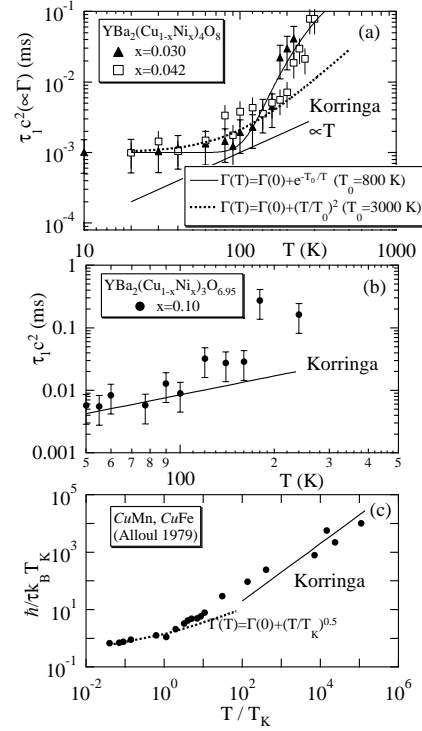 YBa₂(Cu₁₋ₓNiₓ)₄O₈
x=0.030
x=0.042
(a)
Korringa
∝T
Γ(T)=Γ(0)+e^-T₀/T (T₀=800 K)
Γ(T)=Γ(0)+(T/T₀)² (T₀=3000 K)
τ₁c²(∝Γ) (ms)
10⁻¹
10⁻²
10⁻³
10⁻⁴
10 100 T (K) 1000
YBa₂(Cu₁₋ₓNiₓ)₃O₆.₉₅
x=0.10
(b)
Korringa
τ₁c² (ms)
1
0.1
0.01
0.001
5 6 7 8 9 100 2 3 4 5
T (K)
CuMn, CuFe
(Alloul 1979)
(c)
Korringa
Γ(T)=Γ(0)+(T/T_K)^0.5
ħ/τk_BT_K
10⁵
10³
10¹
10⁻¹
10⁻² 10⁰ 10² 10⁴ 10⁶
T / T_K